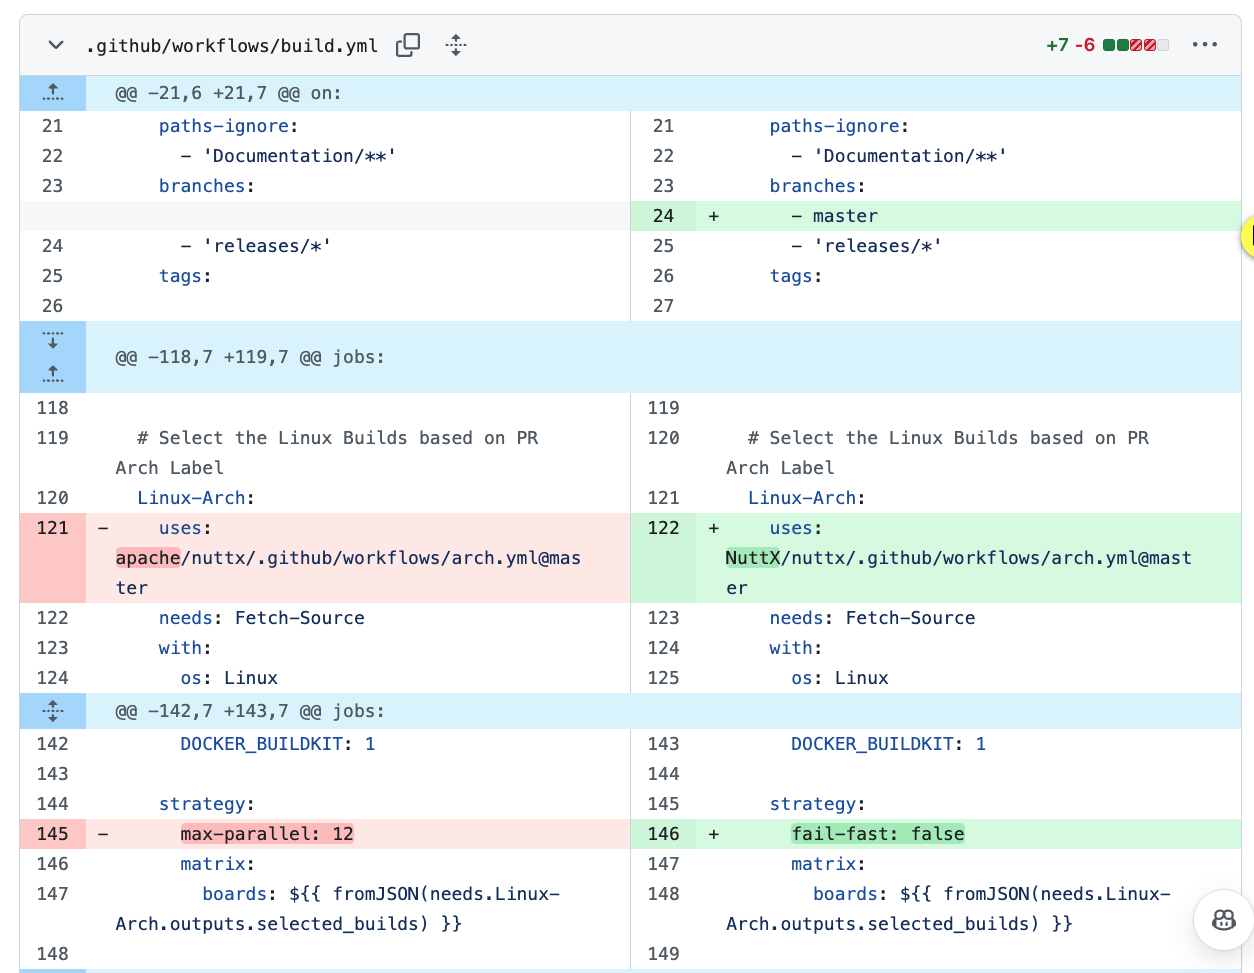 .github/workflows/build.yml +7 -6
@@ -21,6 +21,7 @@ on:
21 paths-ignore: 21 paths-ignore:
22 - 'Documentation/**' 22 - 'Documentation/**'
23 branches: 23 branches:
24 + - master
24 - 'releases/*' 25 - 'releases/*'
25 tags: 26 tags:
26 27
@@ -118,7 +119,7 @@ jobs:
118 119
119 # Select the Linux Builds based on PR 120 # Select the Linux Builds based on PR
Arch Label Arch Label
120 Linux-Arch: 121 Linux-Arch:
121 - uses: 122 + uses:
apache/nuttx/.github/workflows/arch.yml@mas NuttX/nuttx/.github/workflows/arch.yml@mast
ter er
122 needs: Fetch-Source 123 needs: Fetch-Source
123 with: 124 with:
124 os: Linux 125 os: Linux
@@ -142,7 +143,7 @@ jobs:
142 DOCKER_BUILDKIT: 1 143 DOCKER_BUILDKIT: 1
143 144
144 strategy: 145 strategy:
145 - max-parallel: 12 146 + fail-fast: false
146 matrix: 147 matrix:
147 boards: ${{ fromJSON(needs.Linux- 148 boards: ${{ fromJSON(needs.Linux-
Arch.outputs.selected_builds) }} Arch.outputs.selected_builds) }}
148 149